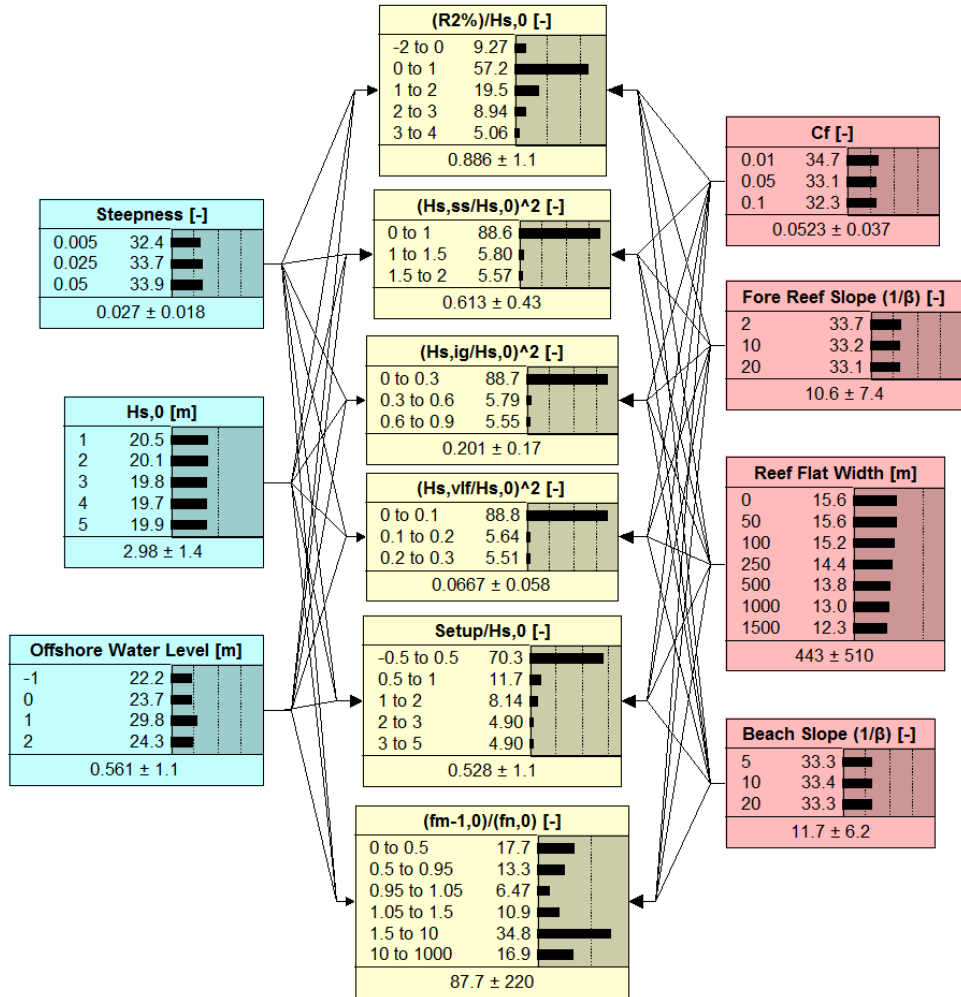 (R2%)/Hs,0 [-]
-2 to 0 9.27
0 to 1 57.2
1 to 2 19.5
2 to 3 8.94
3 to 4 5.06
0.886 ± 1.1
Steepness [-]
0.005 32.4
0.025 33.7
0.05 33.9
0.027 ± 0.018
Hs,0 [m]
1 20.5
2 20.1
3 19.8
4 19.7
5 19.9
2.98 ± 1.4
Offshore Water Level [m]
-1 22.2
0 23.7
1 29.8
2 24.3
0.561 ± 1.1
(Hs,ss/Hs,0)^2 [-]
0 to 1 88.6
1 to 1.5 5.80
1.5 to 2 5.57
0.613 ± 0.43
(Hs,ig/Hs,0)^2 [-]
0 to 0.3 88.7
0.3 to 0.6 5.79
0.6 to 0.9 5.55
0.201 ± 0.17
(Hs,vlf/Hs,0)^2 [-]
0 to 0.1 88.8
0.1 to 0.2 5.64
0.2 to 0.3 5.51
0.0667 ± 0.058
Setup/Hs,0 [-]
-0.5 to 0.5 70.3
0.5 to 1 11.7
1 to 2 8.14
2 to 3 4.90
3 to 5 4.90
0.528 ± 1.1
(fm-1,0)/(fn,0) [-]
0 to 0.5 17.7
0.5 to 0.95 13.3
0.95 to 1.05 6.47
1.05 to 1.5 10.9
1.5 to 10 34.8
10 to 1000 16.9
87.7 ± 220
Cf [-]
0.01 34.7
0.05 33.1
0.1 32.3
0.0523 ± 0.037
Fore Reef Slope (1/β) [-]
2 33.7
10 33.2
20 33.1
10.6 ± 7.4
Reef Flat Width [m]
0 15.6
50 15.6
100 15.2
250 14.4
500 13.8
1000 13.0
1500 12.3
443 ± 510
Beach Slope (1/β) [-]
5 33.3
10 33.4
20 33.3
11.7 ± 6.2